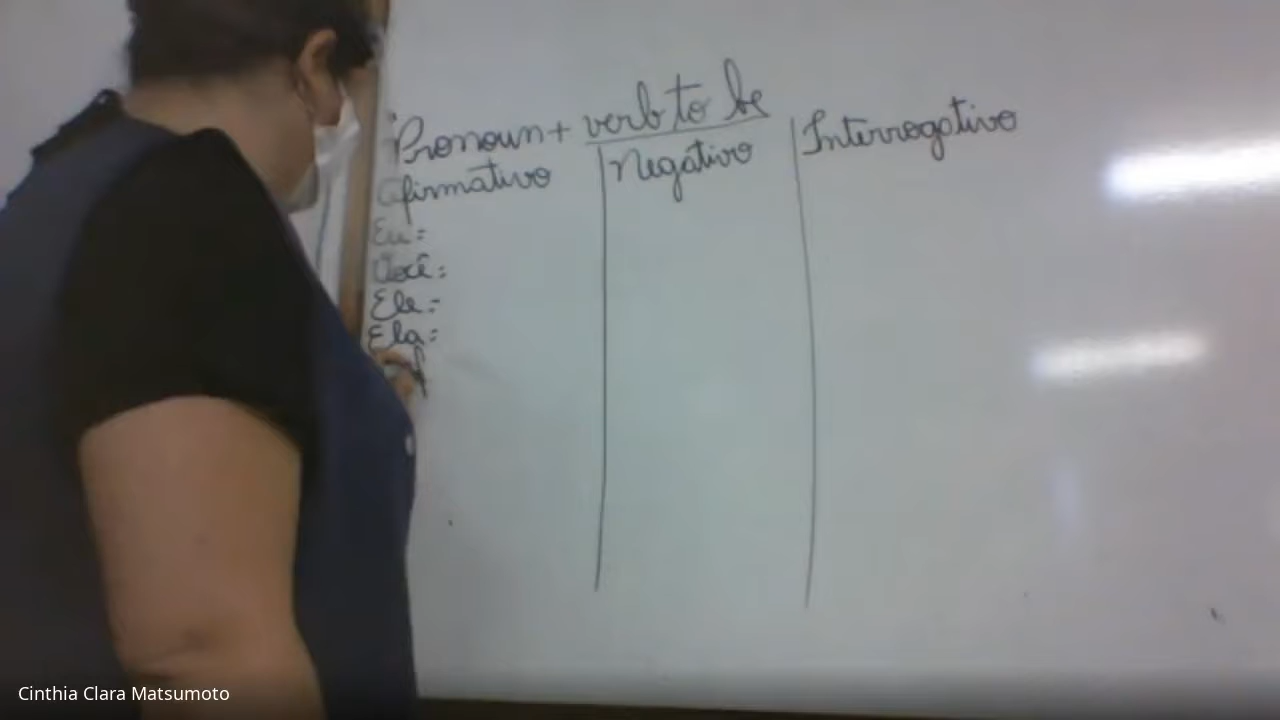 Pronoun + verb to be
Afirmativo
Negativo
Interrogativo
Eu:
Você:
Ele:
Ela:
Cinthia Clara Matsumoto